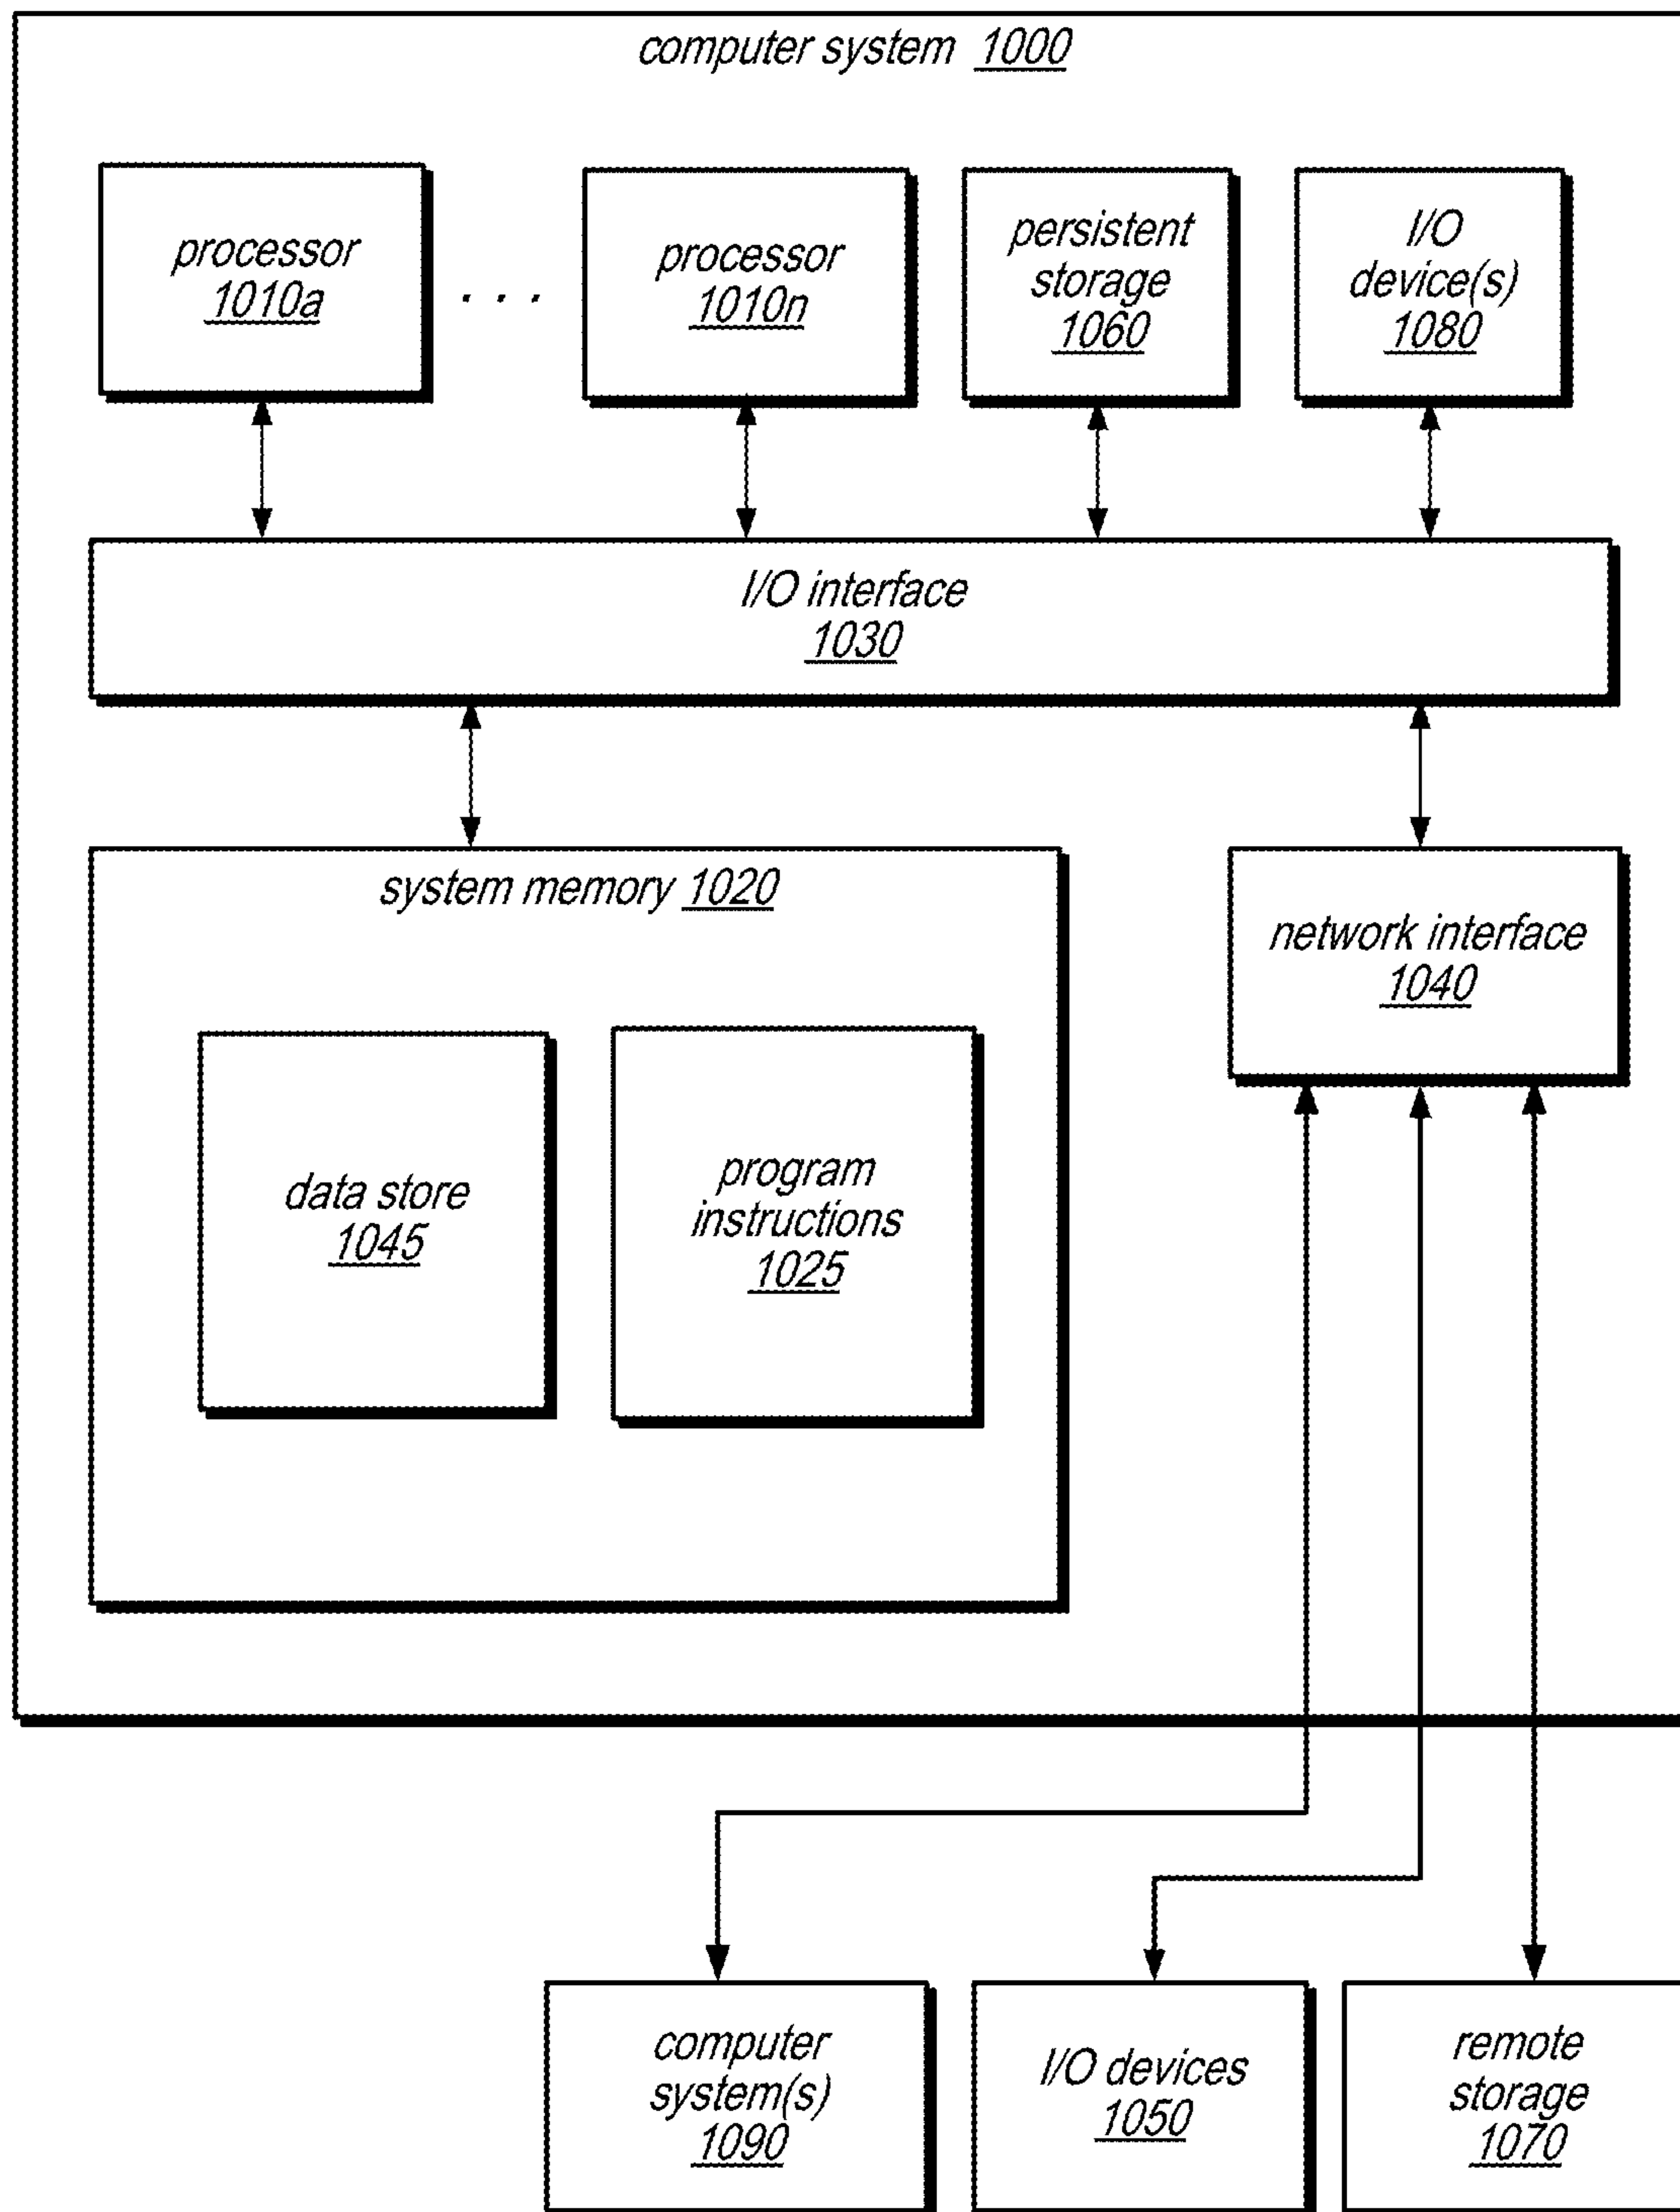 computer system 1000
processor
1010a
. . .
processor
1010n
persistent
storage
1060
I/O
device(s)
1080
I/O interface
1030
system memory 1020
network interface
1040
data store
1045
program
instructions
1025
computer
system(s)
1090
I/O devices
1050
remote
storage
1070